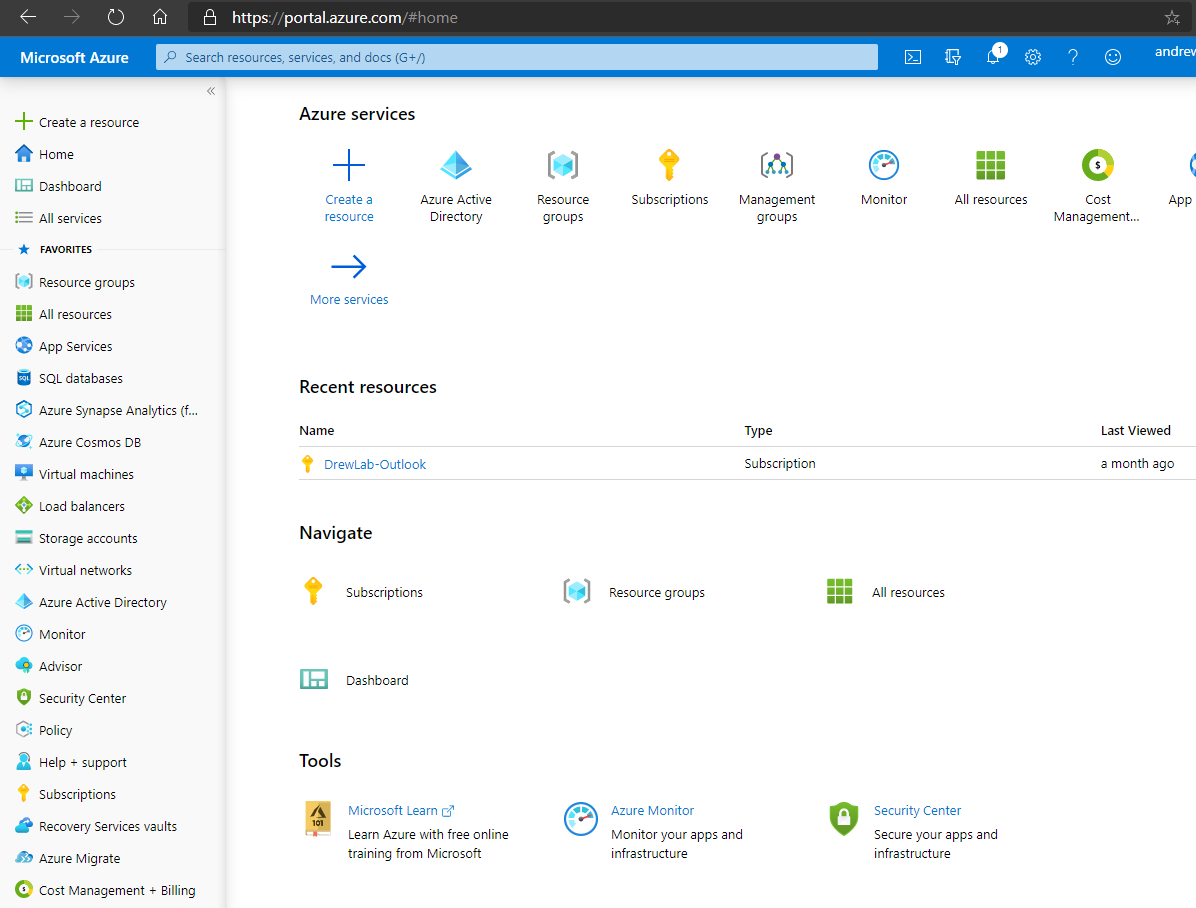 https://portal.azure.com/#home
Microsoft Azure
Search resources, services, and docs (G+/)
1
andrew
«
Create a resource
Home
Dashboard
All services
FAVORITES
Resource groups
All resources
App Services
SQL databases
Azure Synapse Analytics (f...
Azure Cosmos DB
Virtual machines
Load balancers
Storage accounts
Virtual networks
Azure Active Directory
Monitor
Advisor
Security Center
Policy
Help + support
Subscriptions
Recovery Services vaults
Azure Migrate
Cost Management + Billing
Azure services
Create a
resource
Azure Active
Directory
Resource
groups
Subscriptions
Management
groups
Monitor
All resources
Cost
Management...
App
More services
Recent resources
Name Type Last Viewed
DrewLab-Outlook Subscription a month ago
Navigate
Subscriptions Resource groups All resources
Dashboard
Tools
101
Microsoft Learn
Learn Azure with free online
training from Microsoft
Azure Monitor
Monitor your apps and
infrastructure
Security Center
Secure your apps and
infrastructure